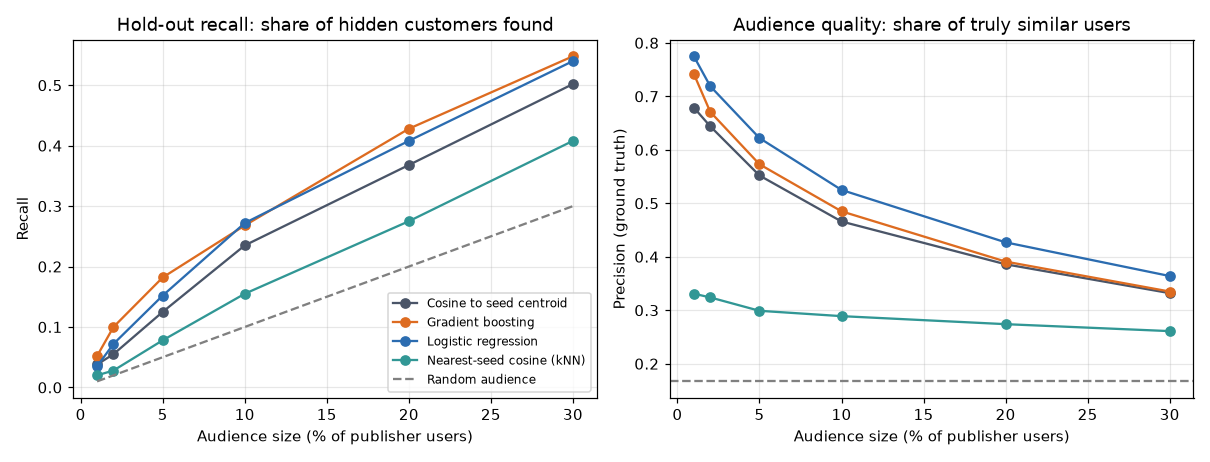 Hold-out recall: share of hidden customers found
Recall
0.5
0.4
0.3
0.2
0.1
0.0
0 5 10 15 20 25 30
Audience size (% of publisher users)
Cosine to seed centroid
Gradient boosting
Logistic regression
Nearest-seed cosine (kNN)
Random audience
Audience quality: share of truly similar users
Precision (ground truth)
0.8
0.7
0.6
0.5
0.4
0.3
0.2
0 5 10 15 20 25 30
Audience size (% of publisher users)